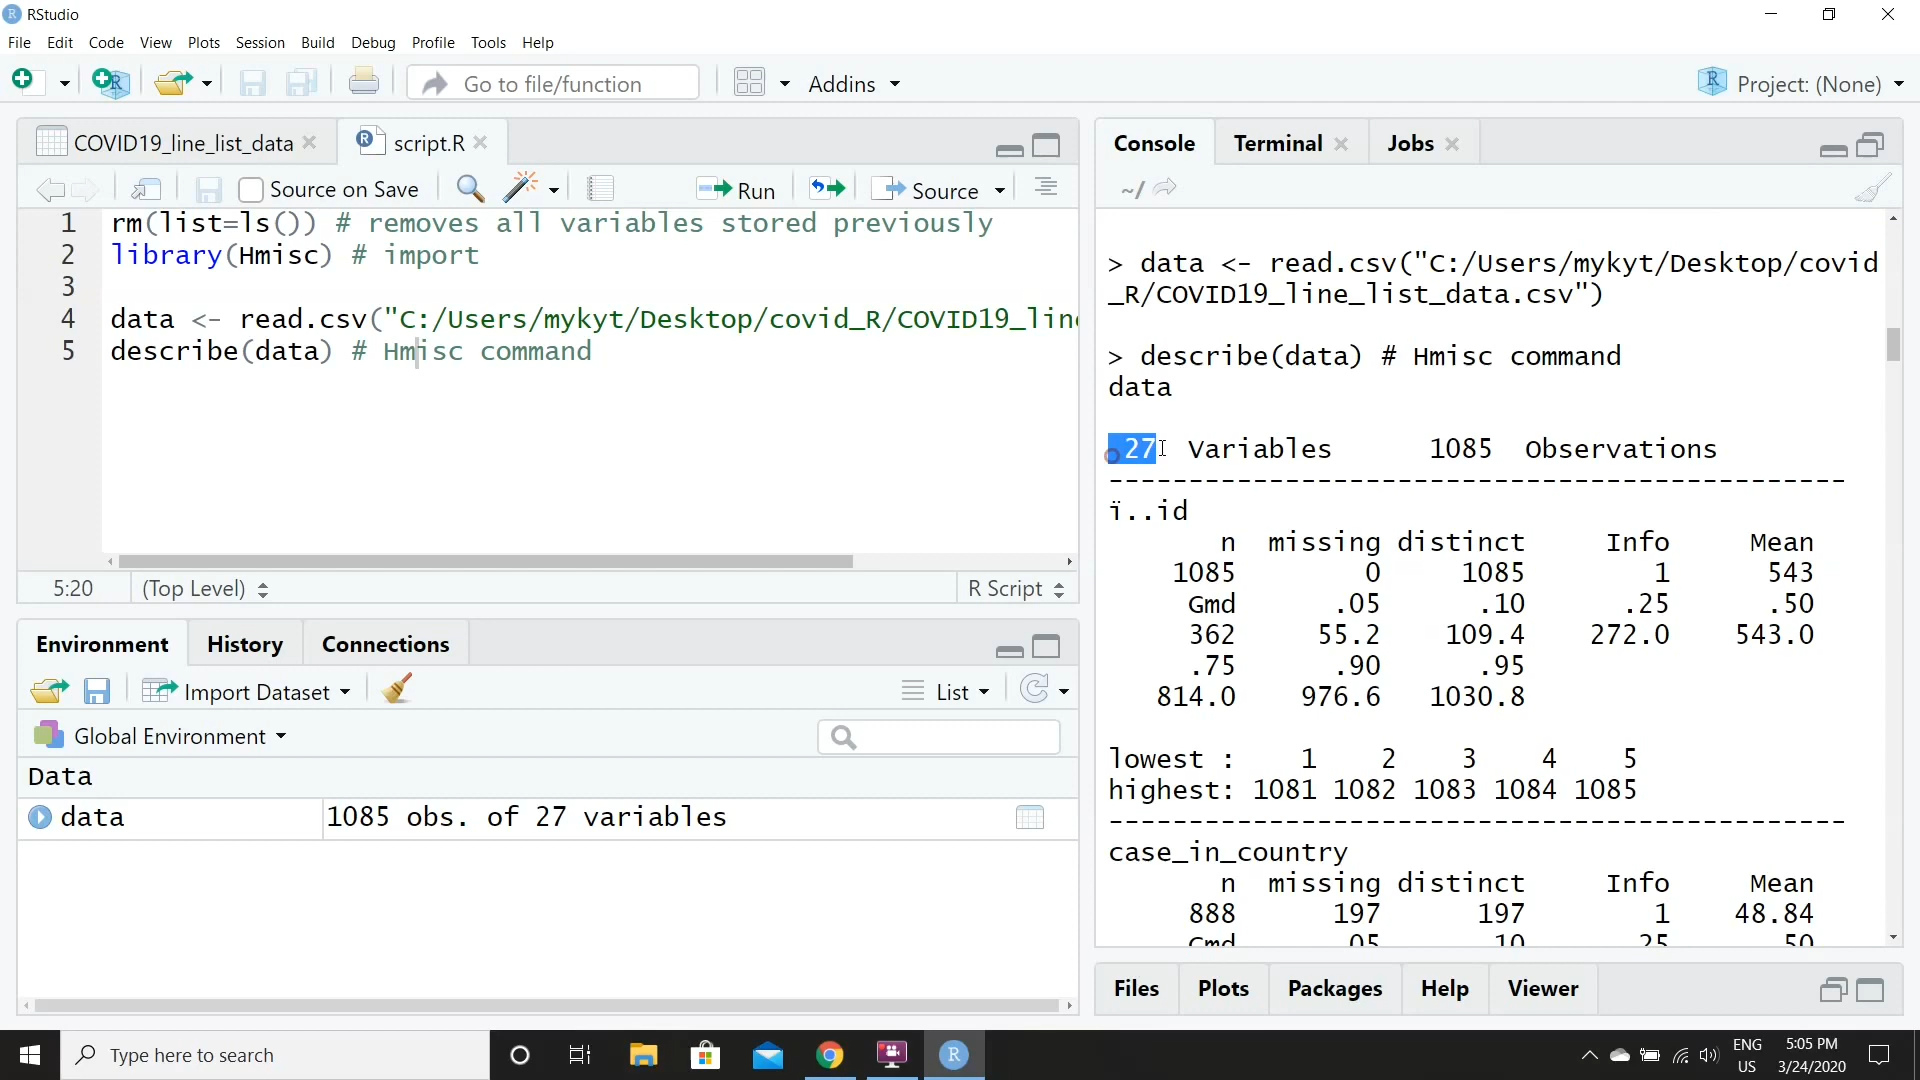 RStudio
File Edit Code View Plots Session Build Debug Profile Tools Help
Go to file/function Addins Project: (None)
COVID19_line_list_data script.R
Source on Save Run Source
1 rm(list=ls()) # removes all variables stored previously
2 library(Hmisc) # import
3
4 data <- read.csv("C:/Users/mykyt/Desktop/covid_R/COVID19_lin
5 describe(data) # Hmisc command
5:20 (Top Level) R Script
Environment History Connections
Import Dataset List
Global Environment
Data
data 1085 obs. of 27 variables
Console Terminal Jobs
~/
> data <- read.csv("C:/Users/mykyt/Desktop/covid
_R/COVID19_line_list_data.csv")
> describe(data) # Hmisc command
data
27 Variables 1085 Observations
----------------------------------------------
ï..id
n missing distinct Info Mean
1085 0 1085 1 543
Gmd .05 .10 .25 .50
362 55.2 109.4 272.0 543.0
.75 .90 .95
814.0 976.6 1030.8
lowest : 1 2 3 4 5
highest: 1081 1082 1083 1084 1085
----------------------------------------------
case_in_country
n missing distinct Info Mean
888 197 197 1 48.84
Gmd .05 .10 .25 .50
Files Plots Packages Help Viewer
Type here to search
ENG
US
5:05 PM
3/24/2020